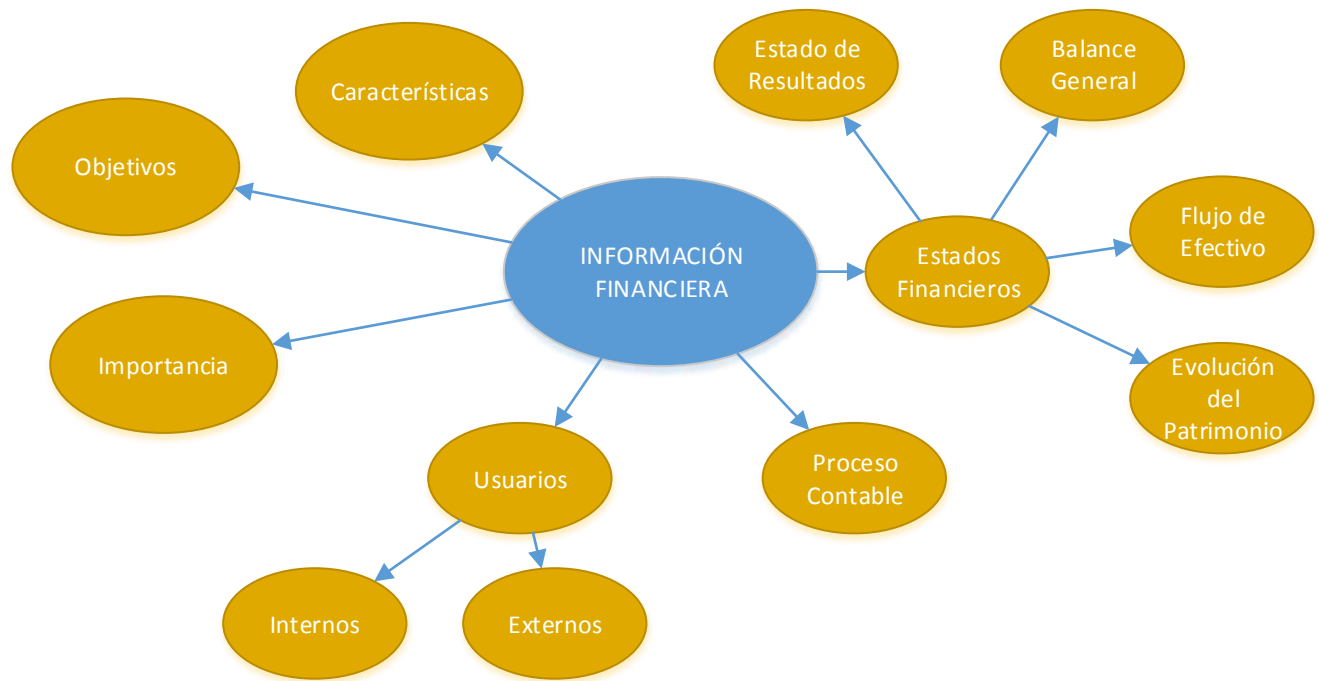 Estado de
Resultados
Balance
General
Características
Objetivos
Flujo de
Efectivo
INFORMACIÓN
FINANCIERA
Estados
Financieros
Importancia
Evolución
del
Patrimonio
Usuarios
Proceso
Contable
Internos
Externos